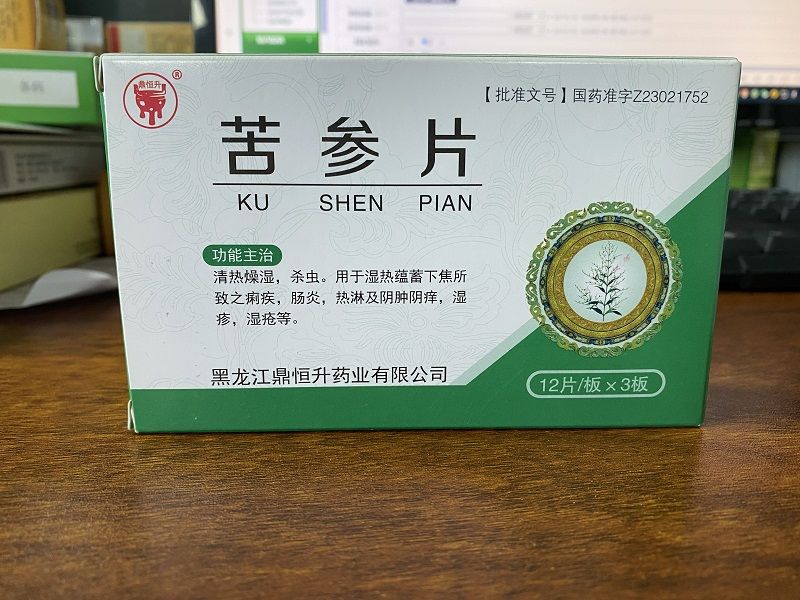 鼎恒升
®
【批准文号】国药准字Z23021752
苦参片
KU SHEN PIAN
功能主治
清热燥湿，杀虫。用于湿热蕴蓄下焦所
致之痢疾，肠炎，热淋及阴肿阴痒，湿
疹，湿疮等。
黑龙江鼎恒升药业有限公司
12片/板×3板